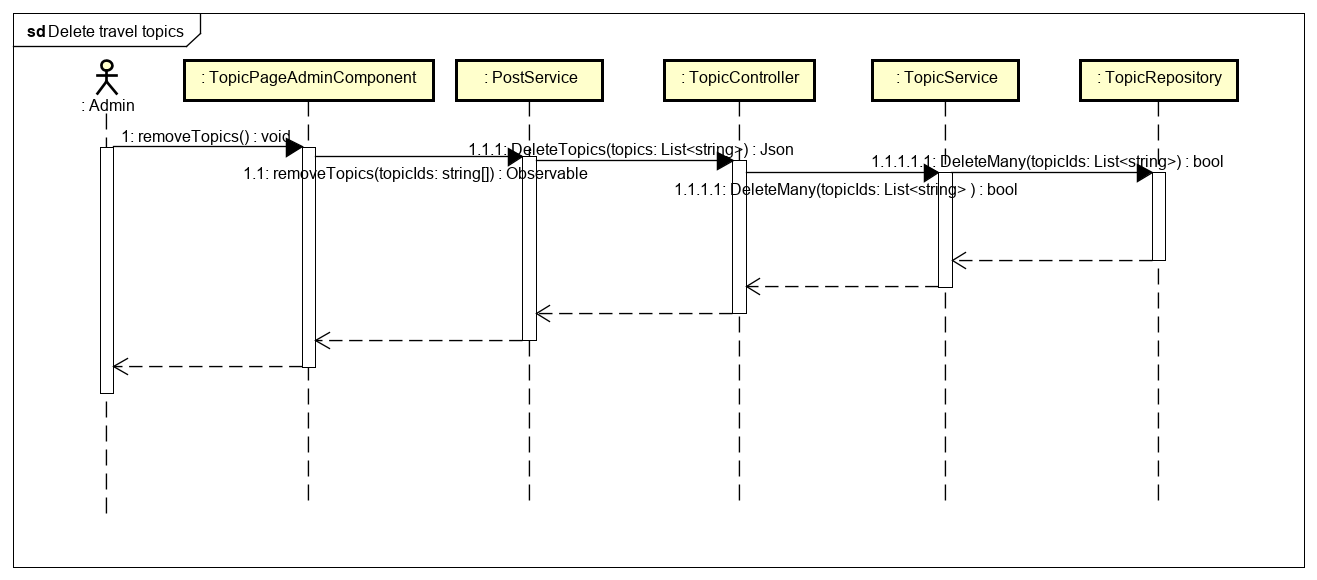 sd Delete travel topics
: Admin
: TopicPageAdminComponent
: PostService
: TopicController
: TopicService
: TopicRepository
1: removeTopics() : void
1.1: removeTopics(topicIds: string[]) : Observable
1.1.1: DeleteTopics(topics: List<string>) : Json
1.1.1.1: DeleteMany(topicIds: List<string> ) : bool
1.1.1.1.1: DeleteMany(topicIds: List<string>) : bool